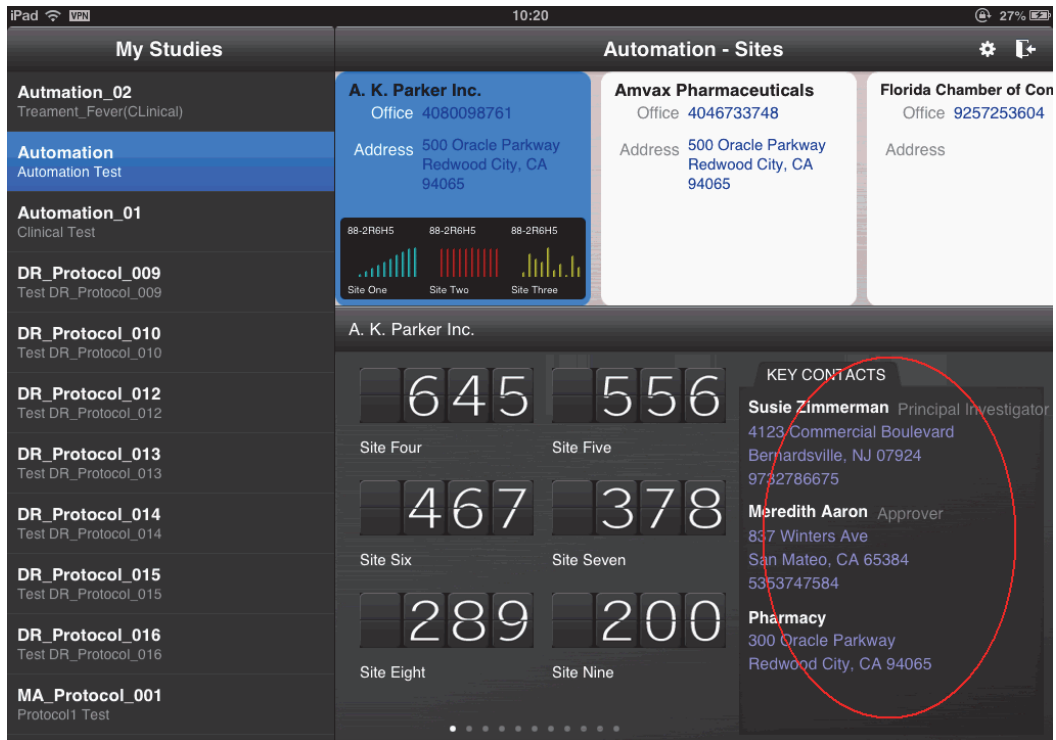 iPad VPN 10:20 27%
My Studies
Automation - Sites
Autmation_02
Treament_Fever(CLinical)
Automation
Automation Test
Automation_01
Clinical Test
DR_Protocol_009
Test DR_Protocol_009
DR_Protocol_010
Test DR_Protocol_010
DR_Protocol_012
Test DR_Protocol_012
DR_Protocol_013
Test DR_Protocol_013
DR_Protocol_014
Test DR_Protocol_014
DR_Protocol_015
Test DR_Protocol_015
DR_Protocol_016
Test DR_Protocol_016
MA_Protocol_001
Protocol1 Test
A. K. Parker Inc.
Office 4080098761
Address 500 Oracle Parkway
Redwood City, CA
94065
88-2R6H5 88-2R6H5 88-2R6H5
Site One Site Two Site Three
Amvax Pharmaceuticals
Office 4046733748
Address 500 Oracle Parkway
Redwood City, CA
94065
Florida Chamber of Com
Office 9257253604
Address
A. K. Parker Inc.
645 556
Site Four Site Five
467 378
Site Six Site Seven
289 200
Site Eight Site Nine
KEY CONTACTS
Susie Zimmerman Principal Investigator
4123 Commercial Boulevard
Bernardsville, NJ 07924
9732786675
Meredith Aaron Approver
837 Winters Ave
San Mateo, CA 65384
5353747584
Pharmacy
300 Oracle Parkway
Redwood City, CA 94065